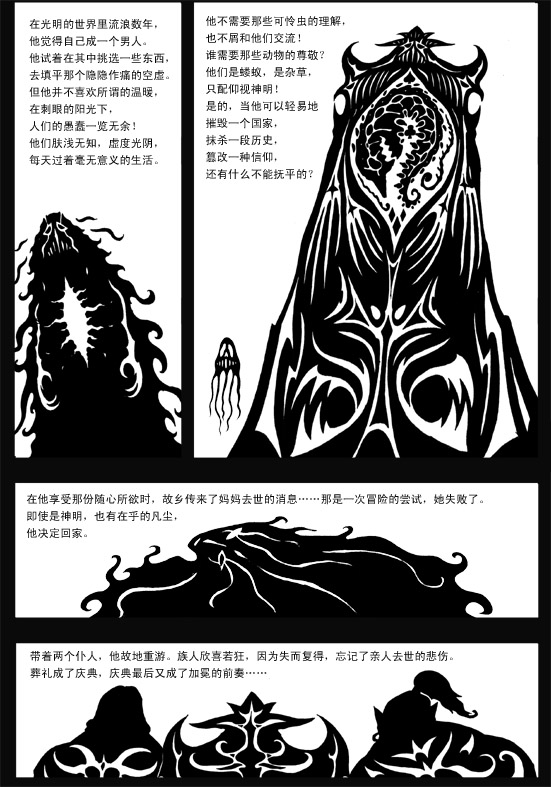 在光明的世界里流浪数年，
他觉得自己成一个男人。
他试着在其中挑选一些东西，
去填平那个隐隐作痛的空虚。
但他并不喜欢所谓的温暖，
在刺眼的阳光下，
人们的愚蠢一览无余！
他们肤浅无知，虚度光阴，
每天过着毫无意义的生活。
他不需要那些可怜虫的理解，
也不屑和他们交流！
谁需要那些动物的尊敬？
他们是蝼蚁，是杂草，
只配仰视神明！
是的，当他可以轻易地
摧毁一个国家，
抹杀一段历史，
篡改一种信仰，
还有什么不能抚平的？
在他享受那份随心所欲时，故乡传来了妈妈去世的消息……那是一次冒险的尝试，她失败了。
即使是神明，也有在乎的凡尘，
他决定回家。
带着两个仆人，他故地重游。族人欣喜若狂，因为失而复得，忘记了亲人去世的悲伤。
葬礼成了庆典，庆典最后又成了加冕的前奏……